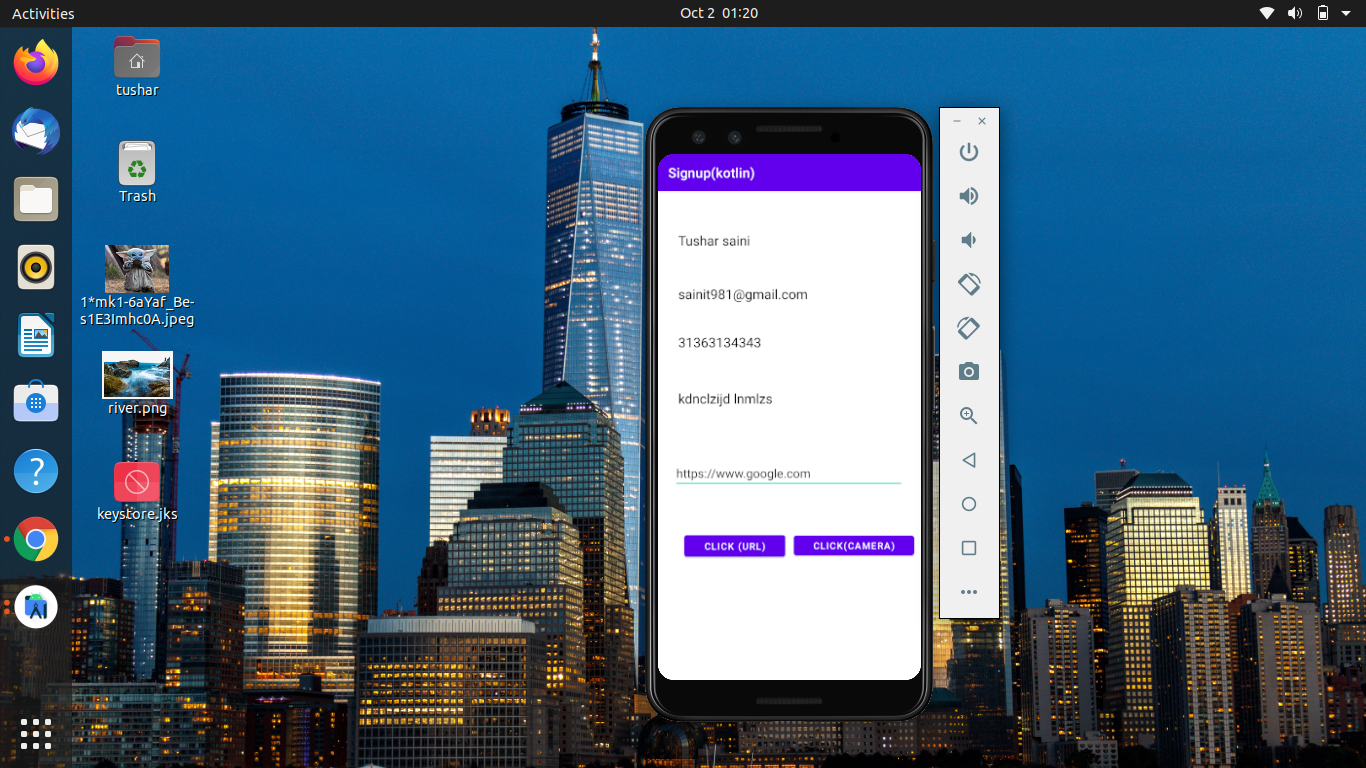 Activities
Oct 2 01:20
tushar
Trash
1*mk1-6aYaf_Be-
s1E3Imhc0A.jpeg
river.png
keystore.jks
Signup(kotlin)
Tushar saini
sainit981@gmail.com
31363134343
kdnclzijd lnmlzs
https://www.google.com
CLICK (URL)
CLICK(CAMERA)